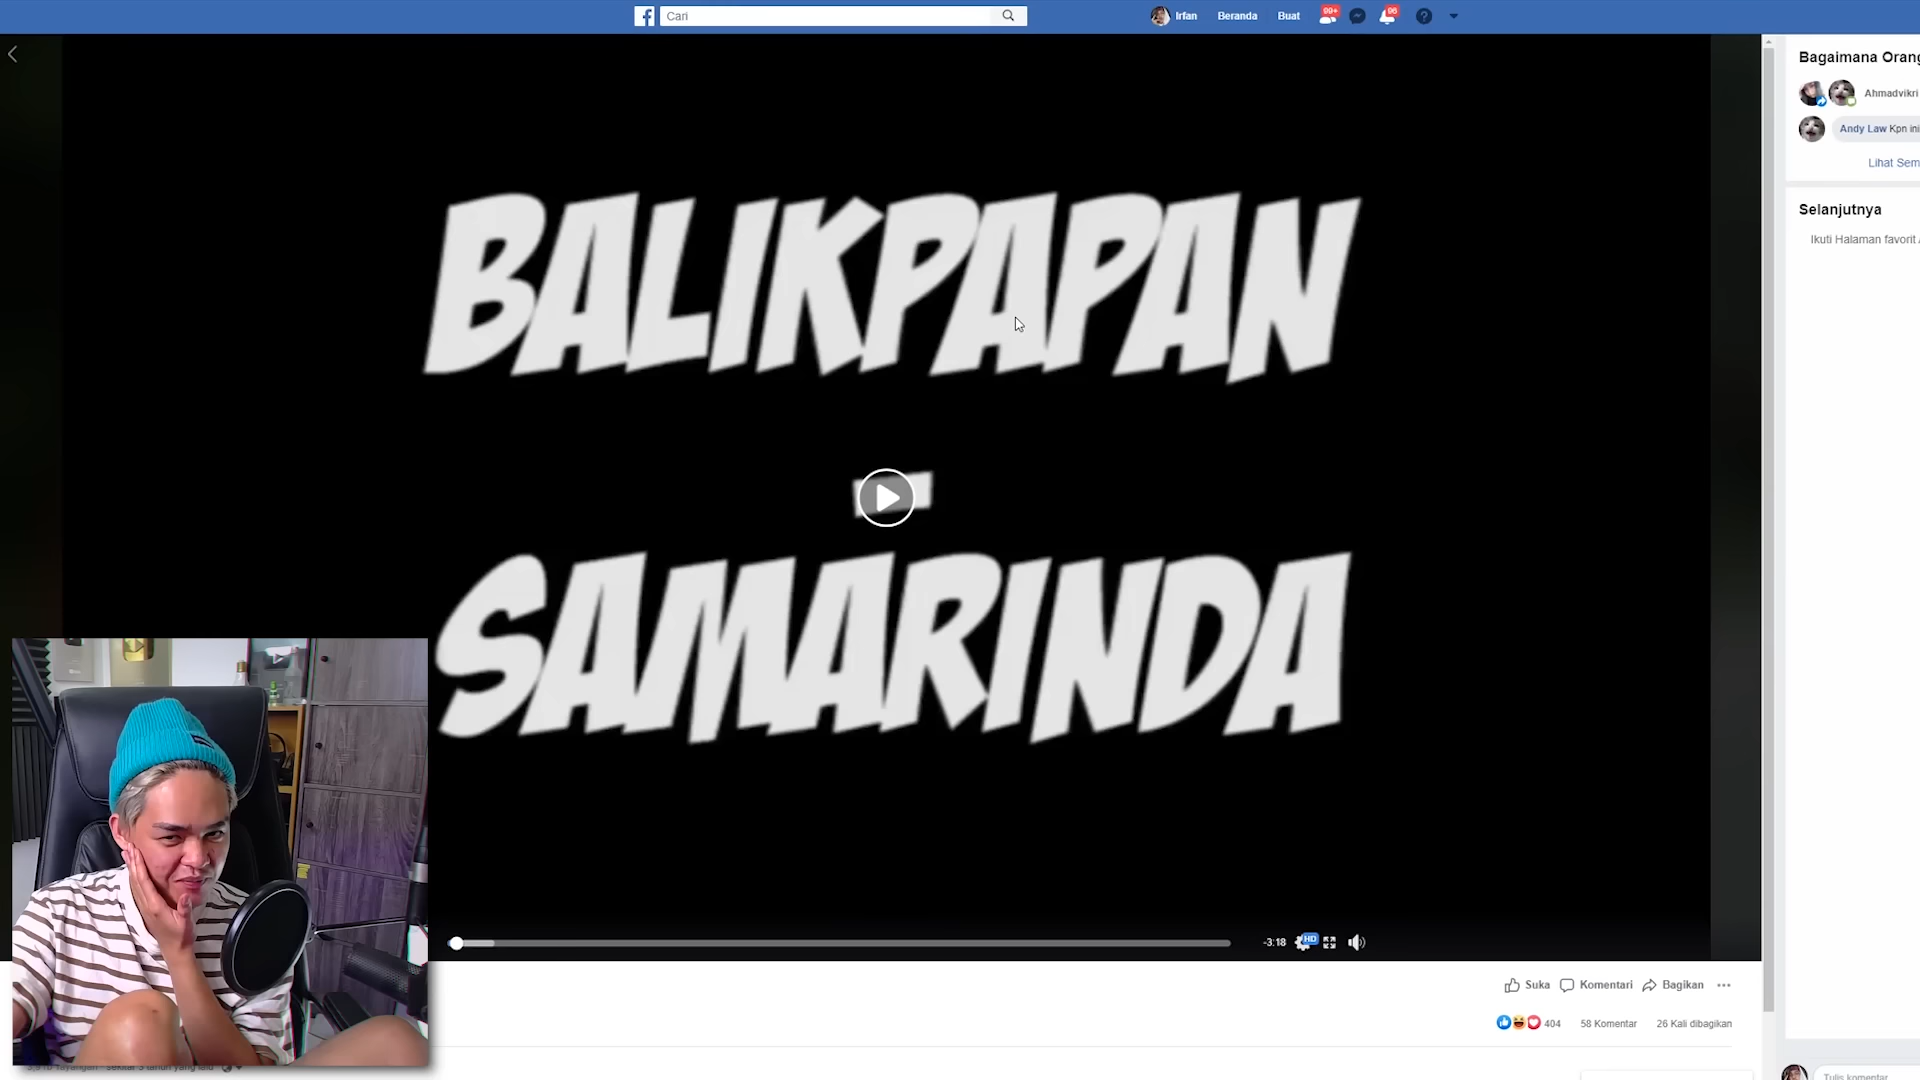 Cari
Irfan
Beranda
Buat
99+
96
BALIKPAPAN
-
SAMARINDA
-3:18
HD
Suka
Komentari
Bagikan
404
58 Komentar
26 Kali dibagikan
Bagaimana Orang
Ahmadvikri
Andy Law Kpn ini
Lihat Sem
Selanjutnya
Ikuti Halaman favorit
Tulis komentar